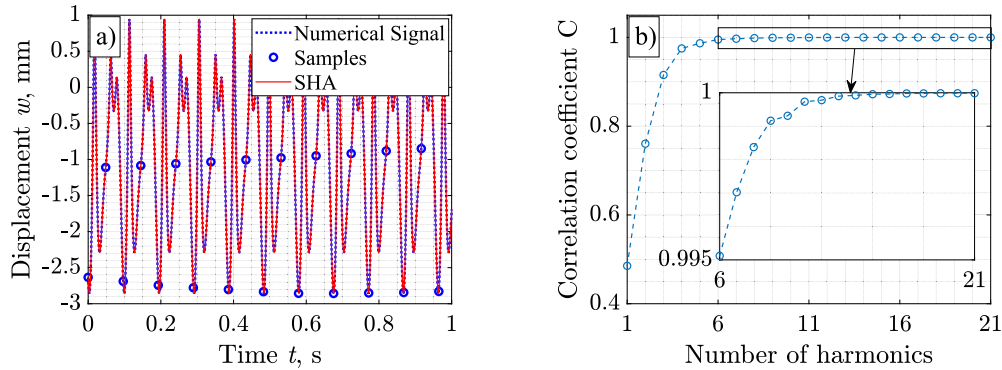 a)
Numerical Signal
Samples
SHA
1
0.5
0
-0.5
-1
-1.5
-2
-2.5
-3
0 0.2 0.4 0.6 0.8 1
Displacement w, mm
Time t, s
b)
1
0.8
0.6
0.4
1 6 11 16 21
Correlation coefficient C
Number of harmonics
1
0.995
6 21